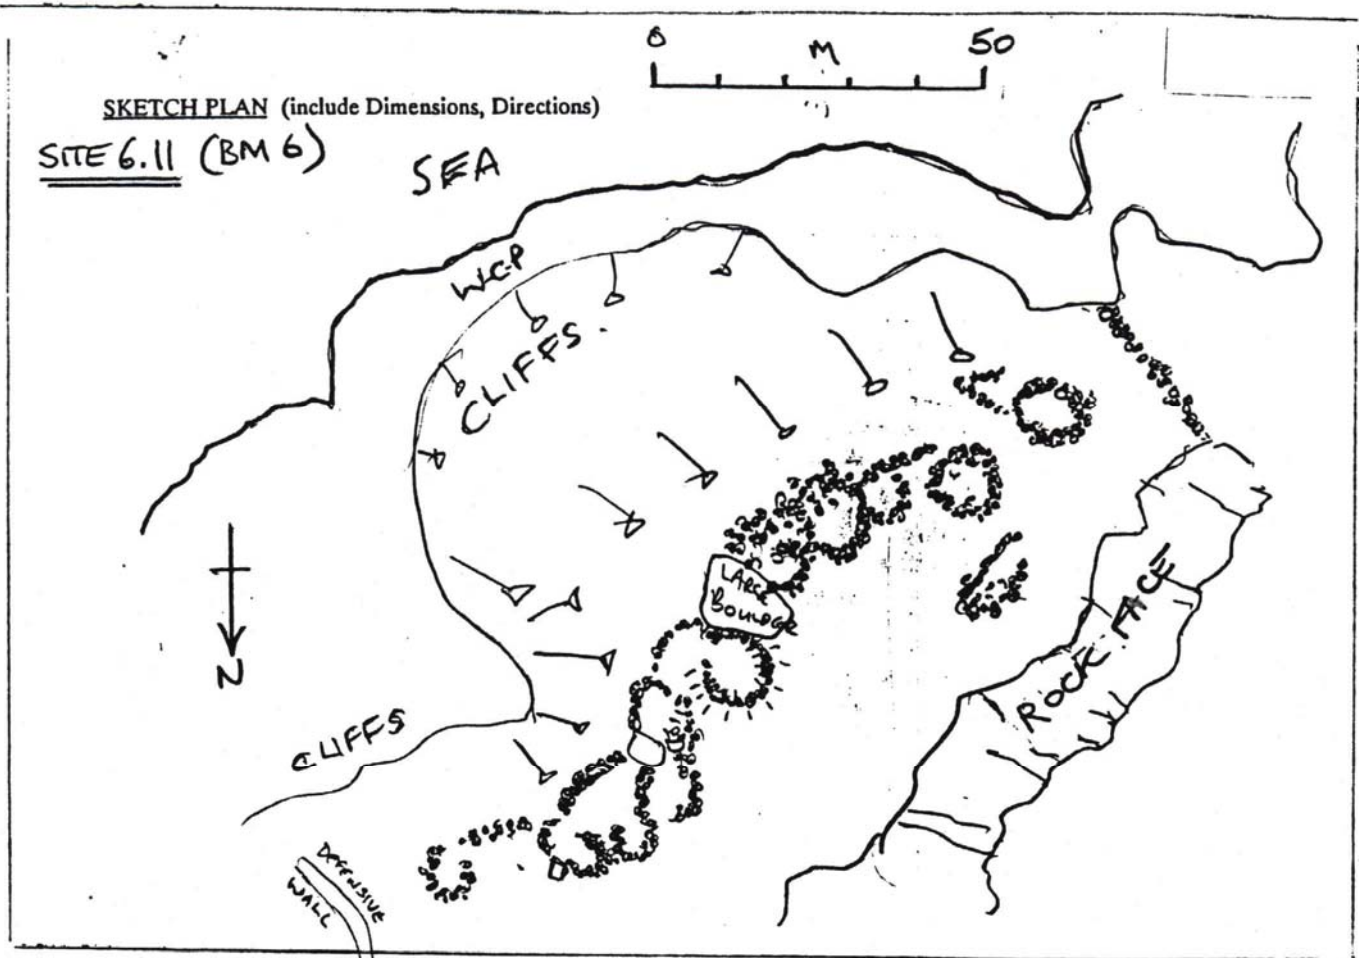 0 M 50
SKETCH PLAN (include Dimensions, Directions)
SITE 6.11 (BM 6)
SEA
W-C-P
CLIFFS
LARGE
BOULDER
N
ROCK FACE
CLIFFS
DEFENSIVE
WALL